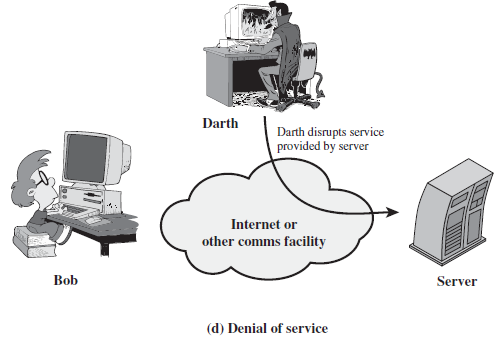 Darth
Darth disrupts service
provided by server
Internet or
other comms facility
Bob
Server
(d) Denial of service